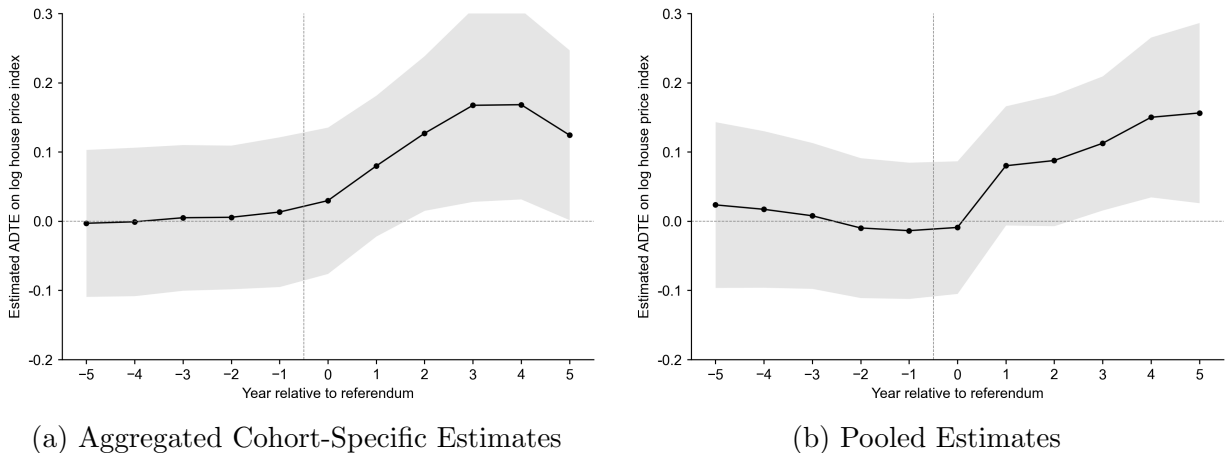 Estimated ADTE on log house price index
0.3
0.2
0.1
0.0
-0.1
-0.2
−5 −4 −3 −2 −1 0 1 2 3 4 5
Year relative to referendum
(a) Aggregated Cohort-Specific Estimates
Estimated ADTE on log house price index
0.3
0.2
0.1
0.0
-0.1
-0.2
−5 −4 −3 −2 −1 0 1 2 3 4 5
Year relative to referendum
(b) Pooled Estimates